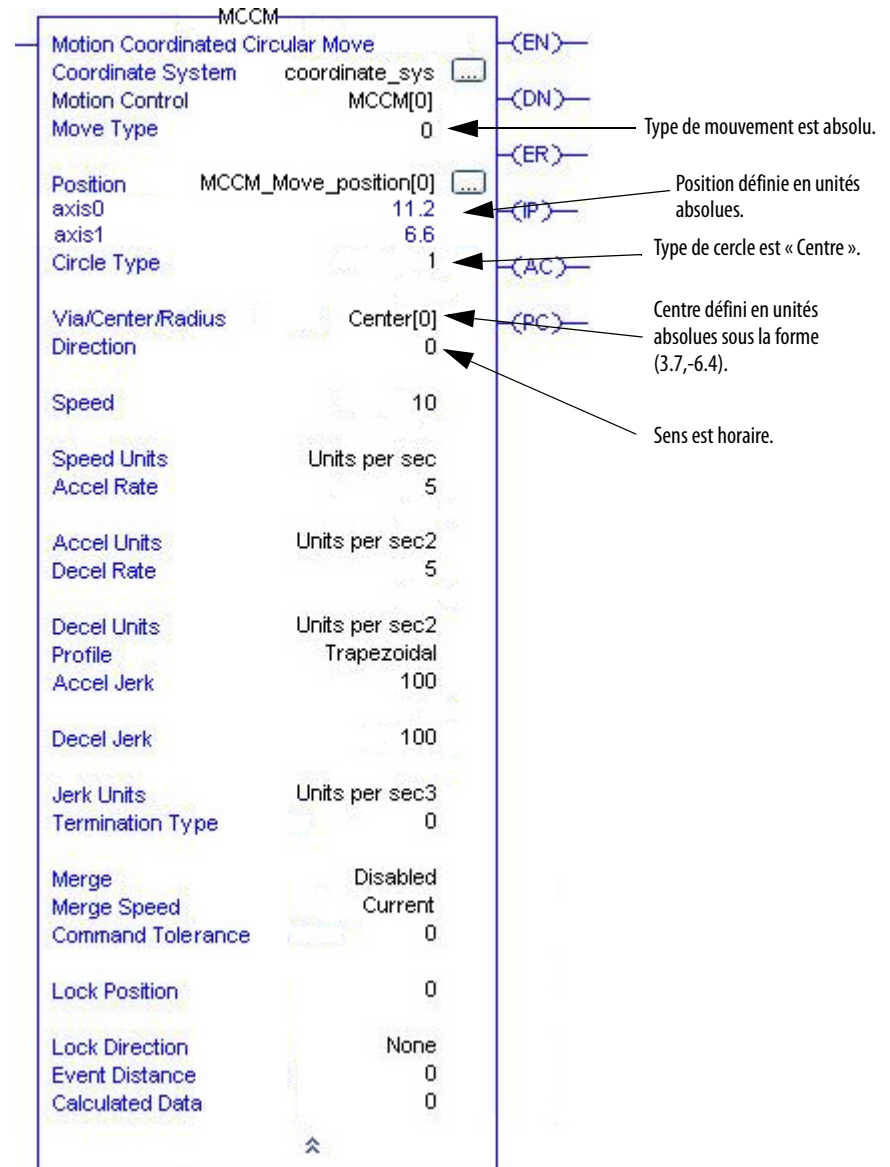 MCCM
Motion Coordinated Circular Move
(EN)
Coordinate System coordinate_sys ...
Motion Control MCCM[0]
(DN)
Move Type 0
Type de mouvement est absolu.
(ER)
Position MCCM_Move_position[0] ...
Position définie en unités
absolues.
axis0 11.2
(IP)
axis1 6.6
Circle Type 1
Type de cercle est « Centre ».
(AC)
Via/Center/Radius Center[0]
(PC)
Centre défini en unités
absolues sous la forme
(3.7,-6.4).
Direction 0
Sens est horaire.
Speed 10
Speed Units Units per sec
Accel Rate 5
Accel Units Units per sec2
Decel Rate 5
Decel Units Units per sec2
Profile Trapezoidal
Accel Jerk 100
Decel Jerk 100
Jerk Units Units per sec3
Termination Type 0
Merge Disabled
Merge Speed Current
Command Tolerance 0
Lock Position 0
Lock Direction None
Event Distance 0
Calculated Data 0